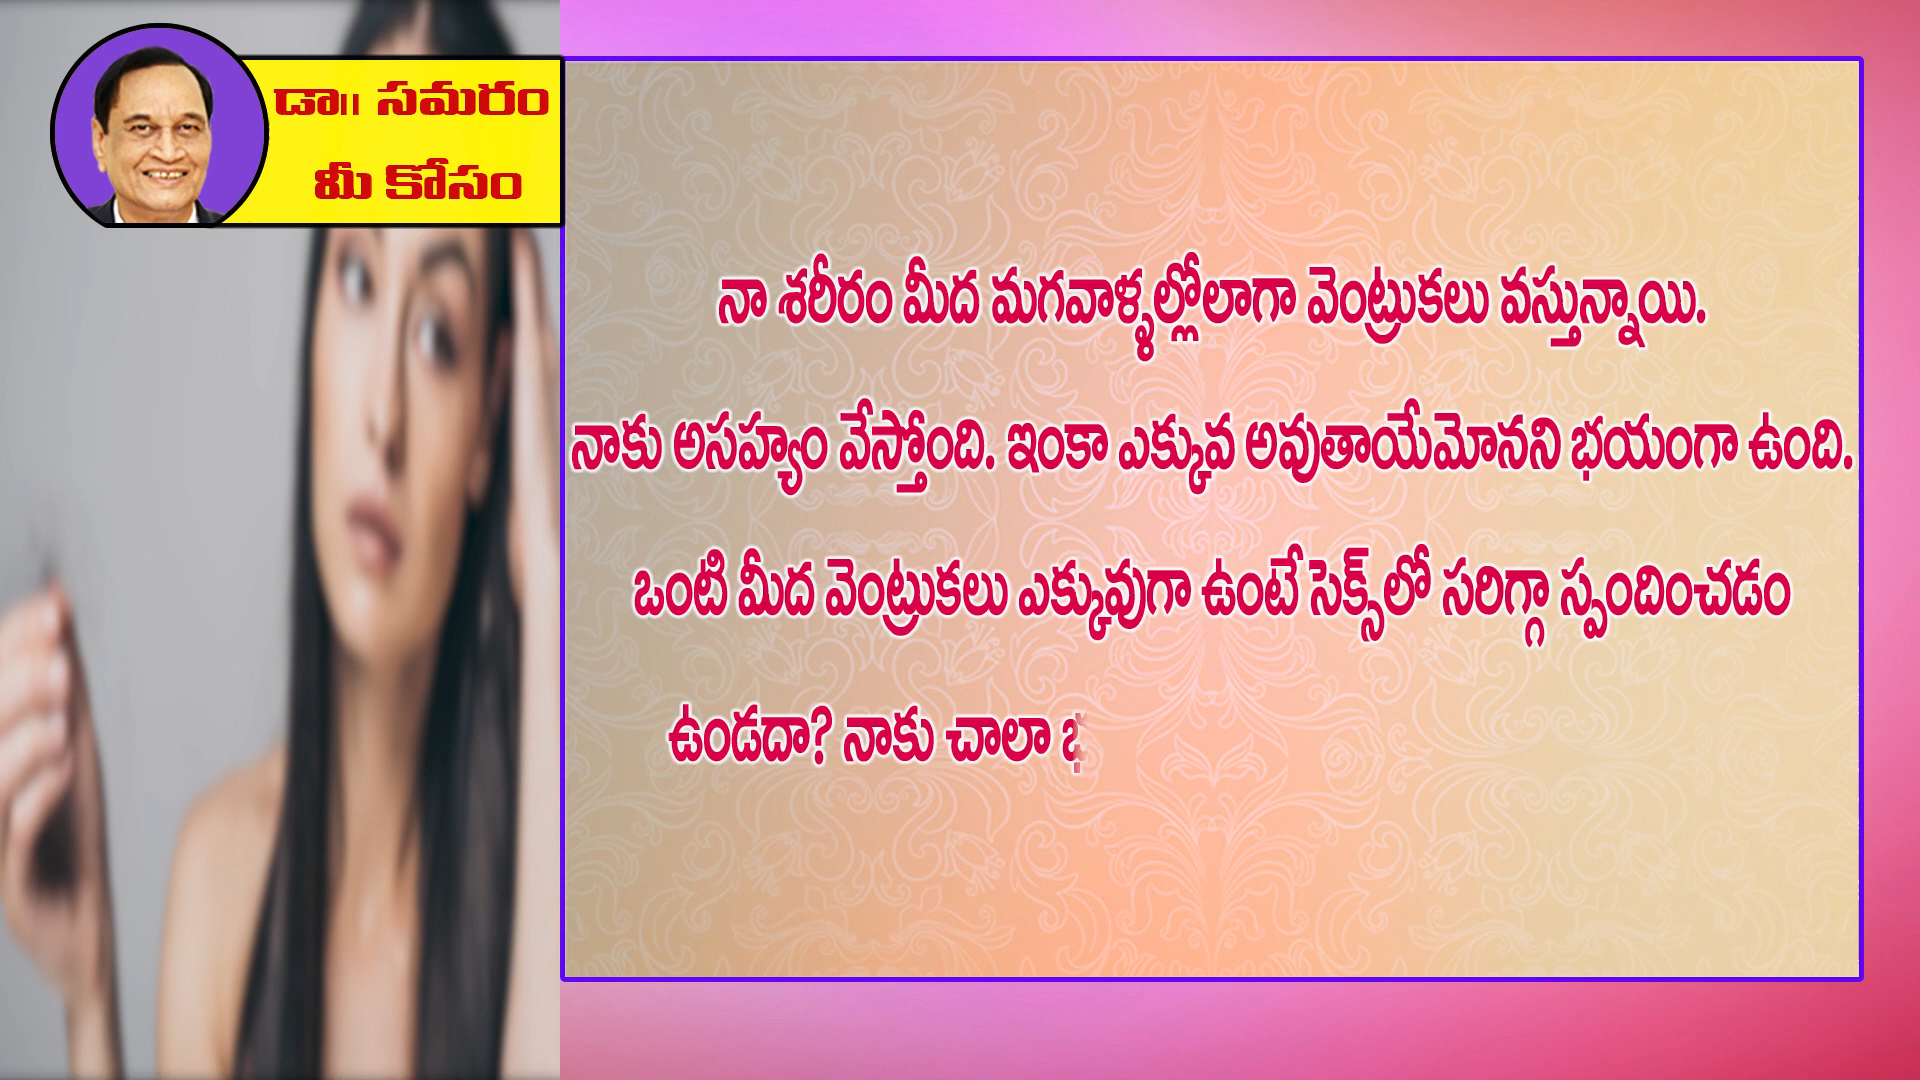 డా॥ సమరం
మీ కోసం
నా శరీరం మీద మగవాళ్ళల్లోలాగా వెంట్రుకలు వస్తున్నాయి.
నాకు అసహ్యం వేస్తోంది. ఇంకా ఎక్కువ అవుతాయేమోనని భయంగా ఉంది.
ఒంటి మీద వెంట్రుకలు ఎక్కువుగా ఉంటే సెక్స్‌లో సరిగ్గా స్పందించడం
ఉండదా? నాకు చాలా